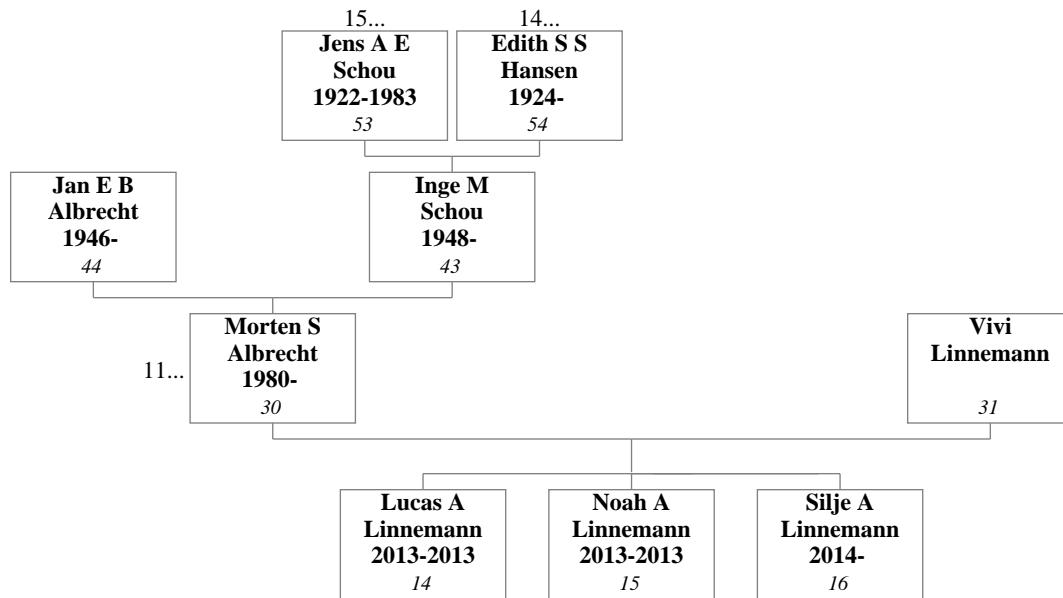 15...
14...
Jens A E
Schou
1922-1983
53
Edith S S
Hansen
1924-
54
Jan E B
Albrecht
1946-
44
Inge M
Schou
1948-
43
11...
Morten S
Albrecht
1980-
30
Vivi
Linnemann
31
Lucas A
Linnemann
2013-2013
14
Noah A
Linnemann
2013-2013
15
Silje A
Linnemann
2014-
16